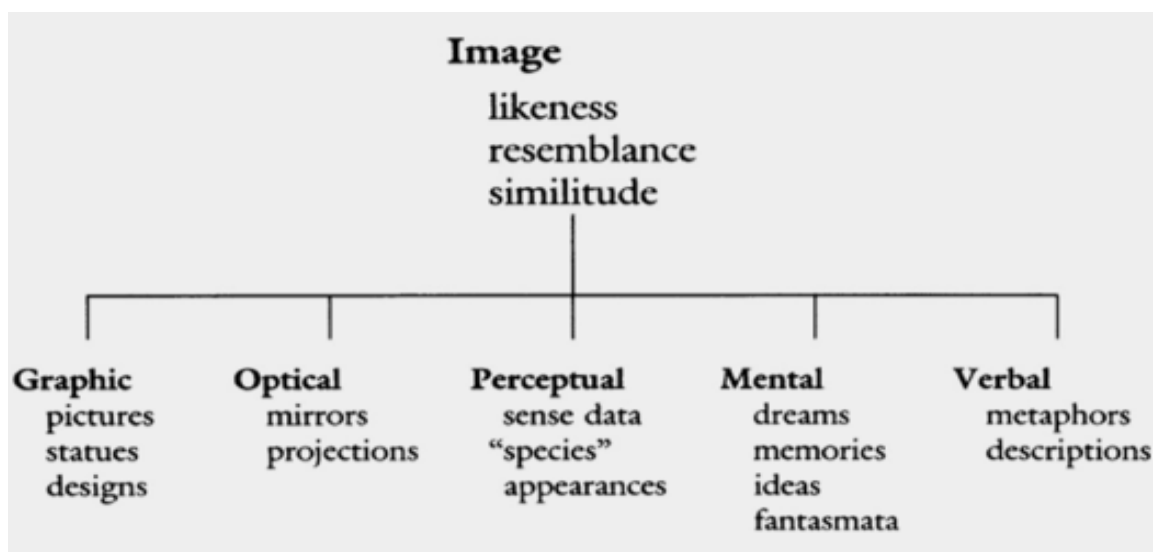 Image
likeness
resemblance
similitude
Graphic
pictures
statues
designs
Optical
mirrors
projections
Perceptual
sense data
“species”
appearances
Mental
dreams
memories
ideas
fantasmata
Verbal
metaphors
descriptions